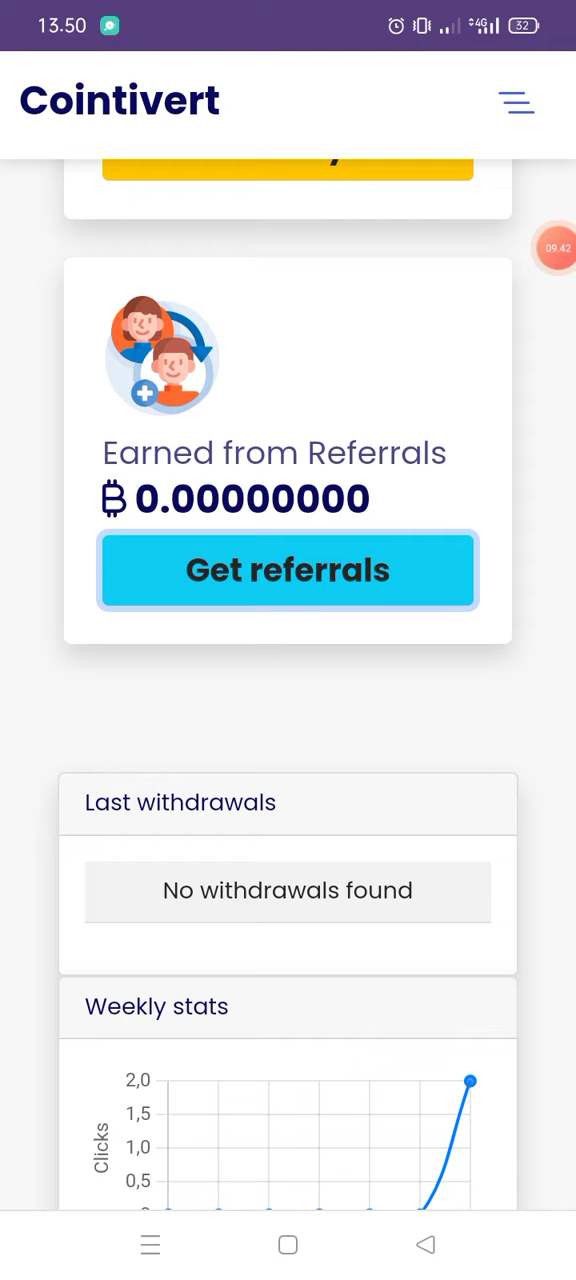 13.50
4G
32
Cointivert
09.42
Earned from Referrals
₿ 0.00000000
Get referrals
Last withdrawals
No withdrawals found
Weekly stats
2,0
1,5
1,0
0,5
Clicks